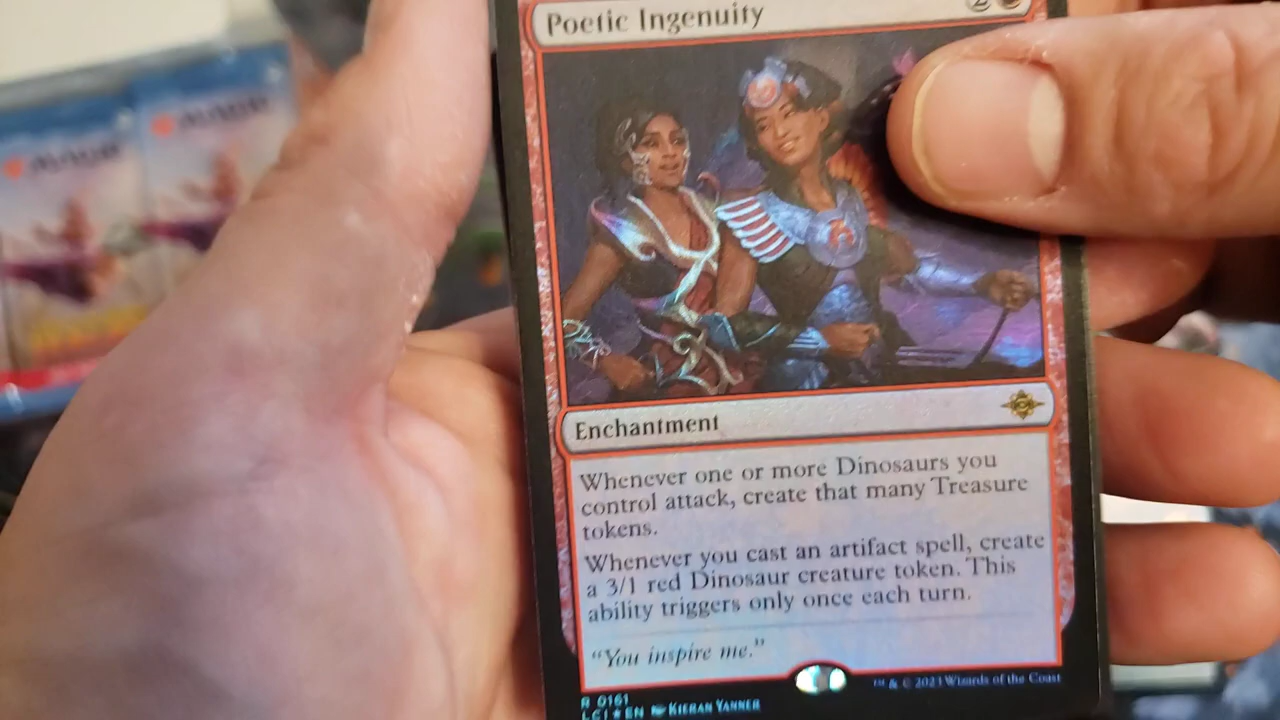 Poetic Ingenuity
2
Enchantment
Whenever one or more Dinosaurs you
control attack, create that many Treasure
tokens.
Whenever you cast an artifact spell, create
a 3/1 red Dinosaur creature token. This
ability triggers only once each turn.
“You inspire me.”
R 0161
LCI ★ EN KIERAN YANNER
™ & © 2023 Wizards of the Coast